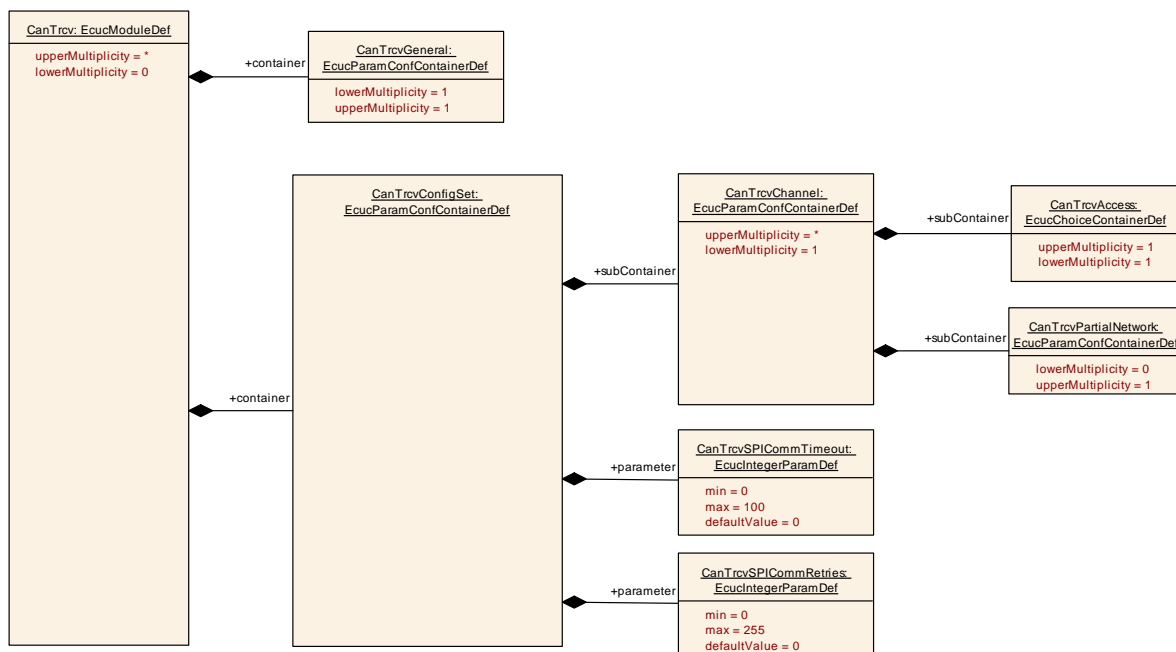 CanTrcv: EcucModuleDef
upperMultiplicity = *
lowerMultiplicity = 0
+container
CanTrcvGeneral:
EcucParamConfContainerDef
lowerMultiplicity = 1
upperMultiplicity = 1
+container
CanTrcvConfigSet:
EcucParamConfContainerDef
+subContainer
CanTrcvChannel:
EcucParamConfContainerDef
upperMultiplicity = *
lowerMultiplicity = 1
+subContainer
CanTrcvAccess:
EcucChoiceContainerDef
upperMultiplicity = 1
lowerMultiplicity = 1
+subContainer
CanTrcvPartialNetwork:
EcucParamConfContainerDef
lowerMultiplicity = 0
upperMultiplicity = 1
+parameter
CanTrcvSPICommTimeout:
EcucIntegerParamDef
min = 0
max = 100
defaultValue = 0
+parameter
CanTrcvSPICommRetries:
EcucIntegerParamDef
min = 0
max = 255
defaultValue = 0